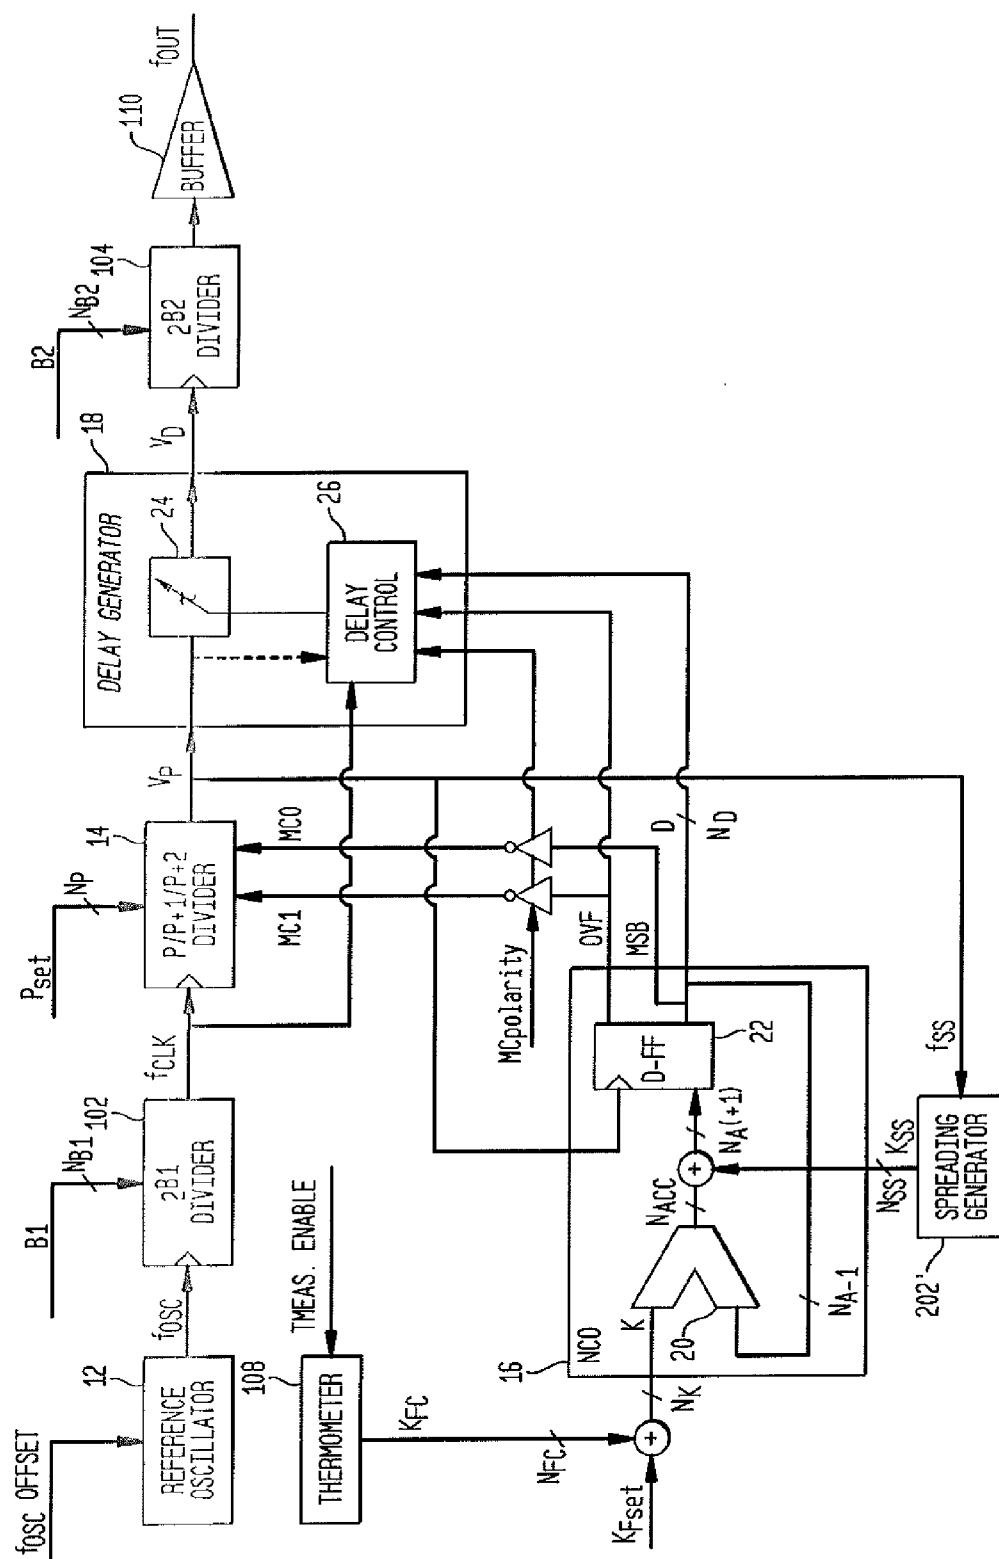 fOSC OFFSET
12
REFERENCE
OSCILLATOR
fOSC
B1
NB1
102
2B1
DIVIDER
fCLK
Pset
NP
14
P/P+1/P+2
DIVIDER
VP
DELAY GENERATOR
18
24
τ
26
DELAY
CONTROL
VD
B2
NB2
104
2B2
DIVIDER
110
BUFFER
fOUT
TMEAS. ENABLE
108
THERMOMETER
KFC
NFC
KFset
+
NK
16
NCO
K
20
NACC
+
NA(+1)
NA-1
D-FF
22
MCpolarity
MC1
MC0
OVF
MSB
D
ND
fSS
KSS
NSS
SPREADING
GENERATOR
202'